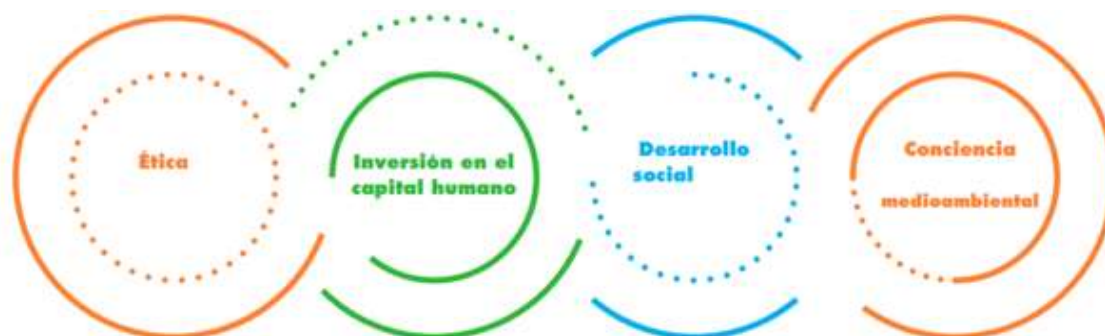 Ética
Inversión en el
capital humano
Desarrollo
social
Conciencia
medioambiental